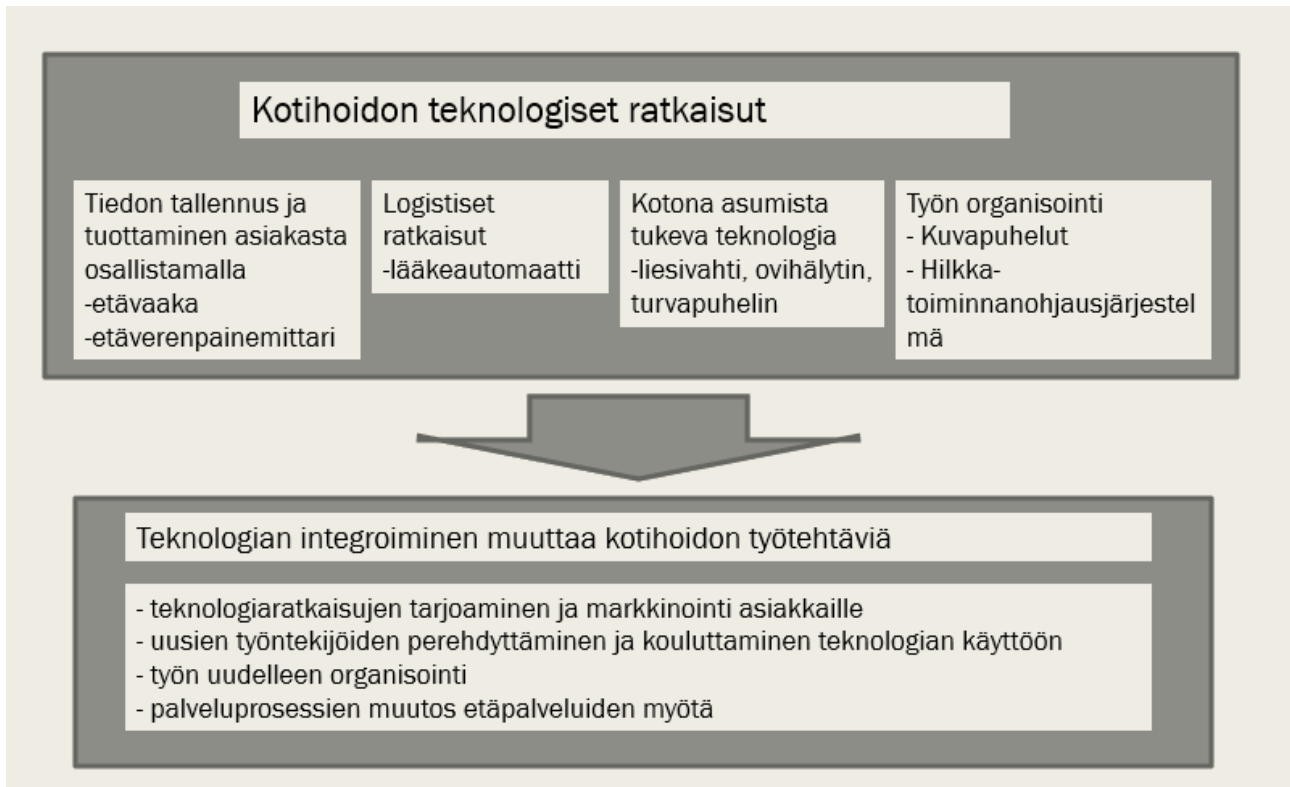 Kotihoidon teknologiset ratkaisut
Tiedon tallennus ja
tuottaminen asiakasta
osallistamalla
-etävaaka
-etäverenpainemittari
Logistiset
ratkaisut
-lääkeautomaatti
Kotona asumista
tukeva teknologia
-liesivahti, ovihälytin,
turvapuhelin
Työn organisointi
- Kuvapuhelut
- Hilkka-
toiminnanohjausjärjestel
mä
Teknologian integroiminen muuttaa kotihoidon työtehtäviä
- teknologiaratkaisujen tarjoaminen ja markkinointi asiakkaille
- uusien työntekijöiden perehdyttäminen ja kouluttaminen teknologian käyttöön
- työn uudelleen organisointi
- palveluprosessien muutos etäpalveluiden myötä